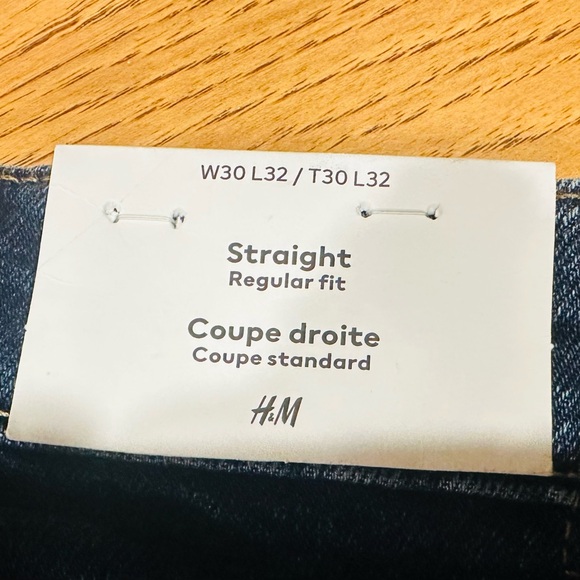 W30 L32 / T30 L32
Straight
Regular fit
Coupe droite
Coupe standard
H&M